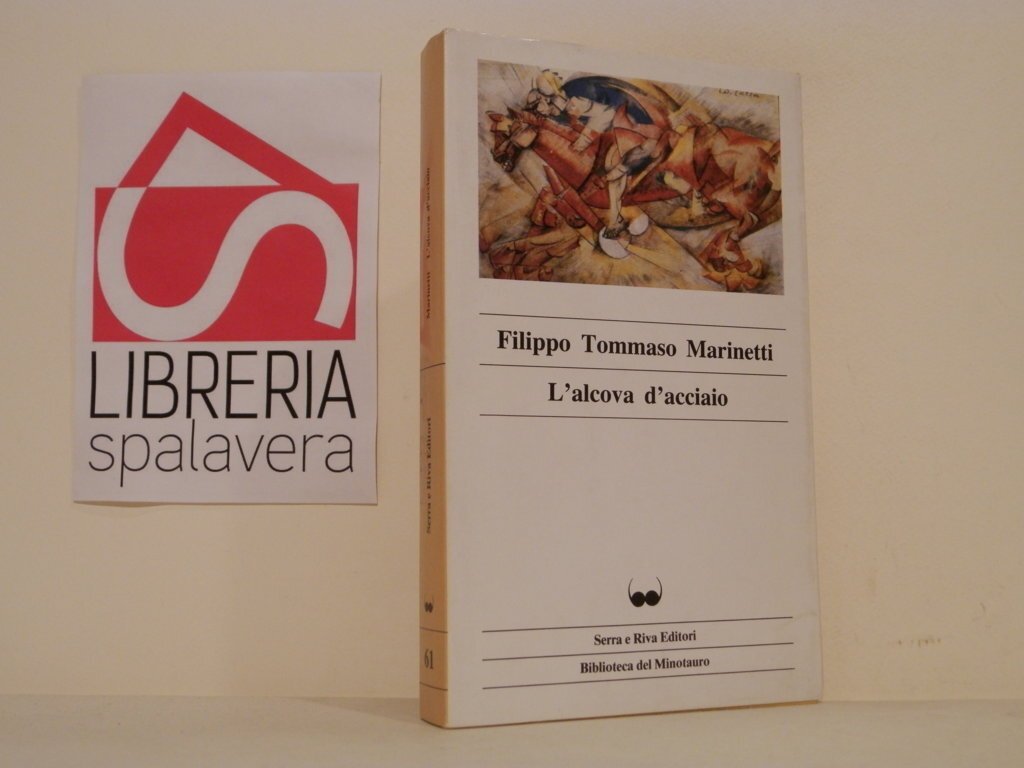 LIBRERIA
spalavera
Marinetti L'alcova d'acciaio
Serra e Riva Editori
61
Filippo Tommaso Marinetti
L'alcova d'acciaio
Serra e Riva Editori
Biblioteca del Minotauro